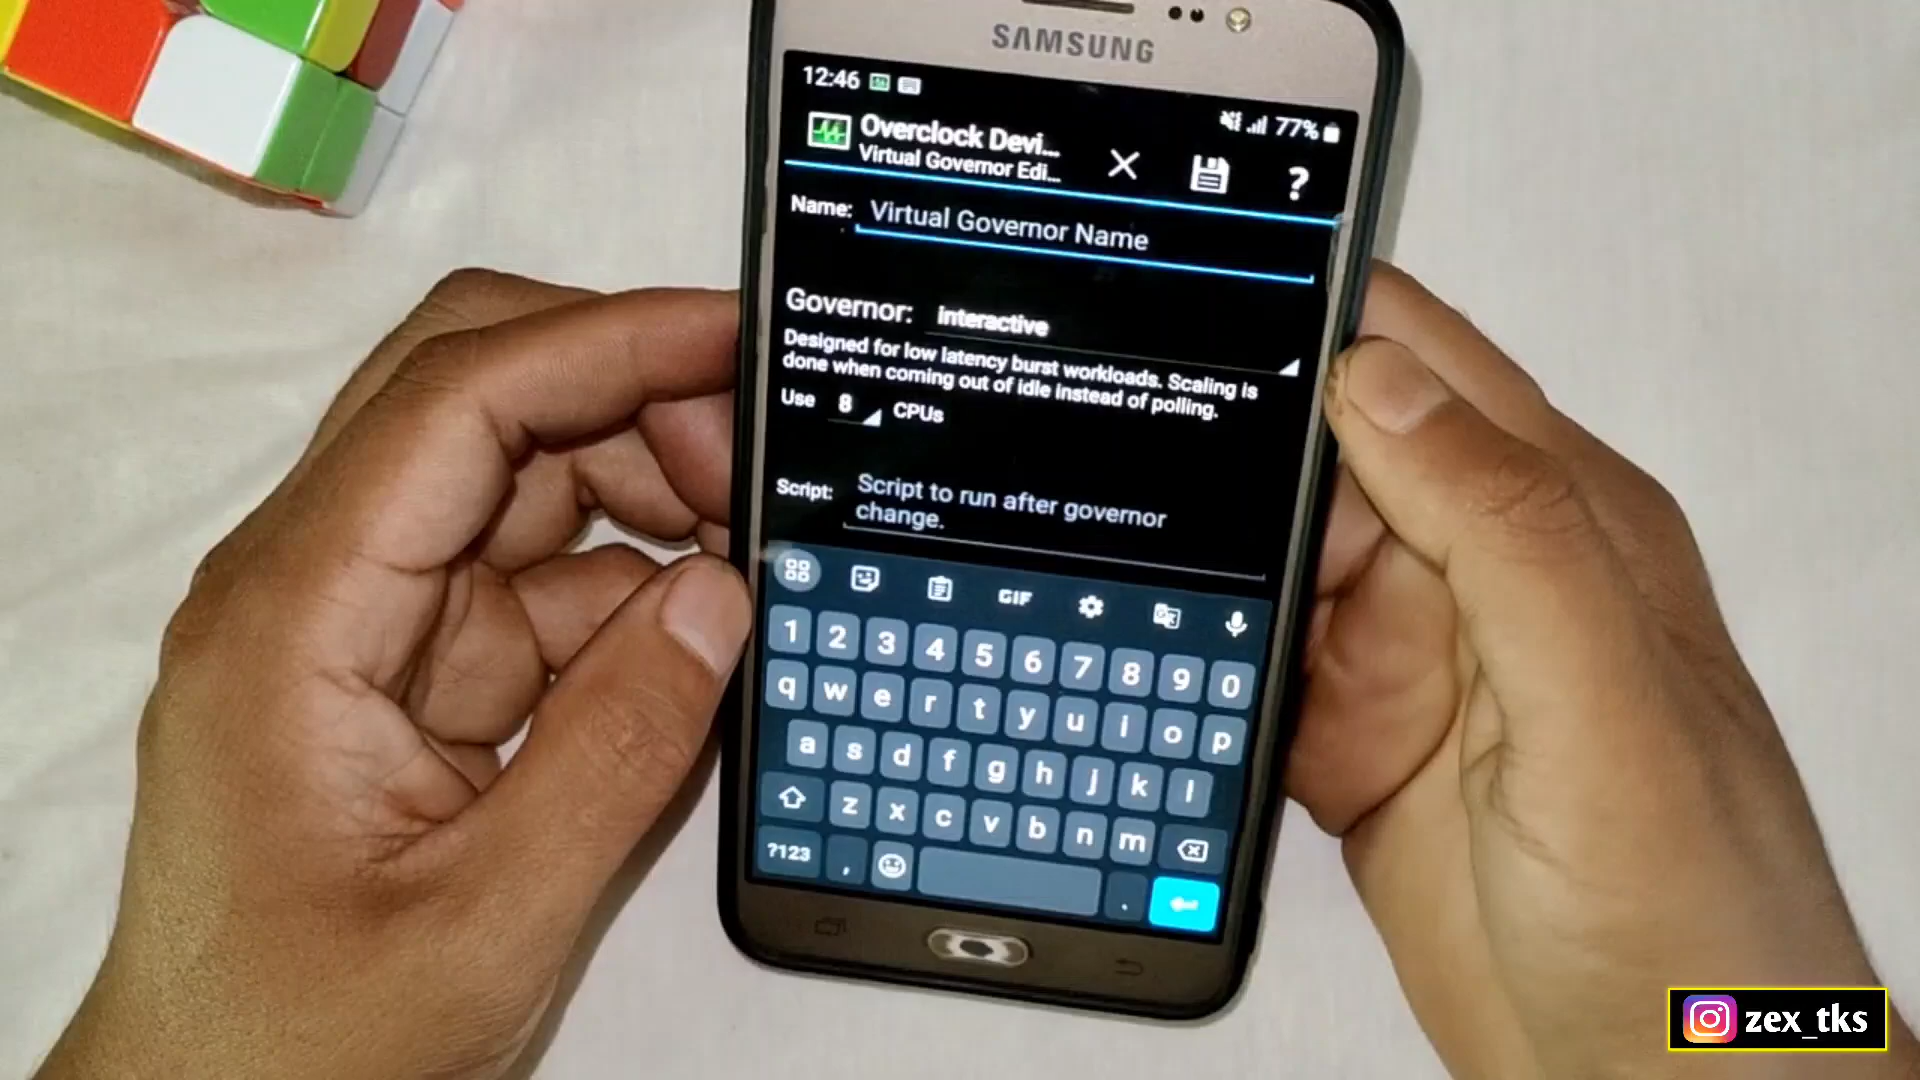 SAMSUNG
12:46
77%
Overclock Devi...
Virtual Governor Edi...
?
Name: Virtual Governor Name
Governor: interactive
Designed for low latency burst workloads. Scaling is
done when coming out of idle instead of polling.
Use 8 CPUs
Script: Script to run after governor
change.
GIF
1 2 3 4 5 6 7 8 9 0
q w e r t y u i o p
a s d f g h j k l
z x c v b n m
?123 , .
zex_tks